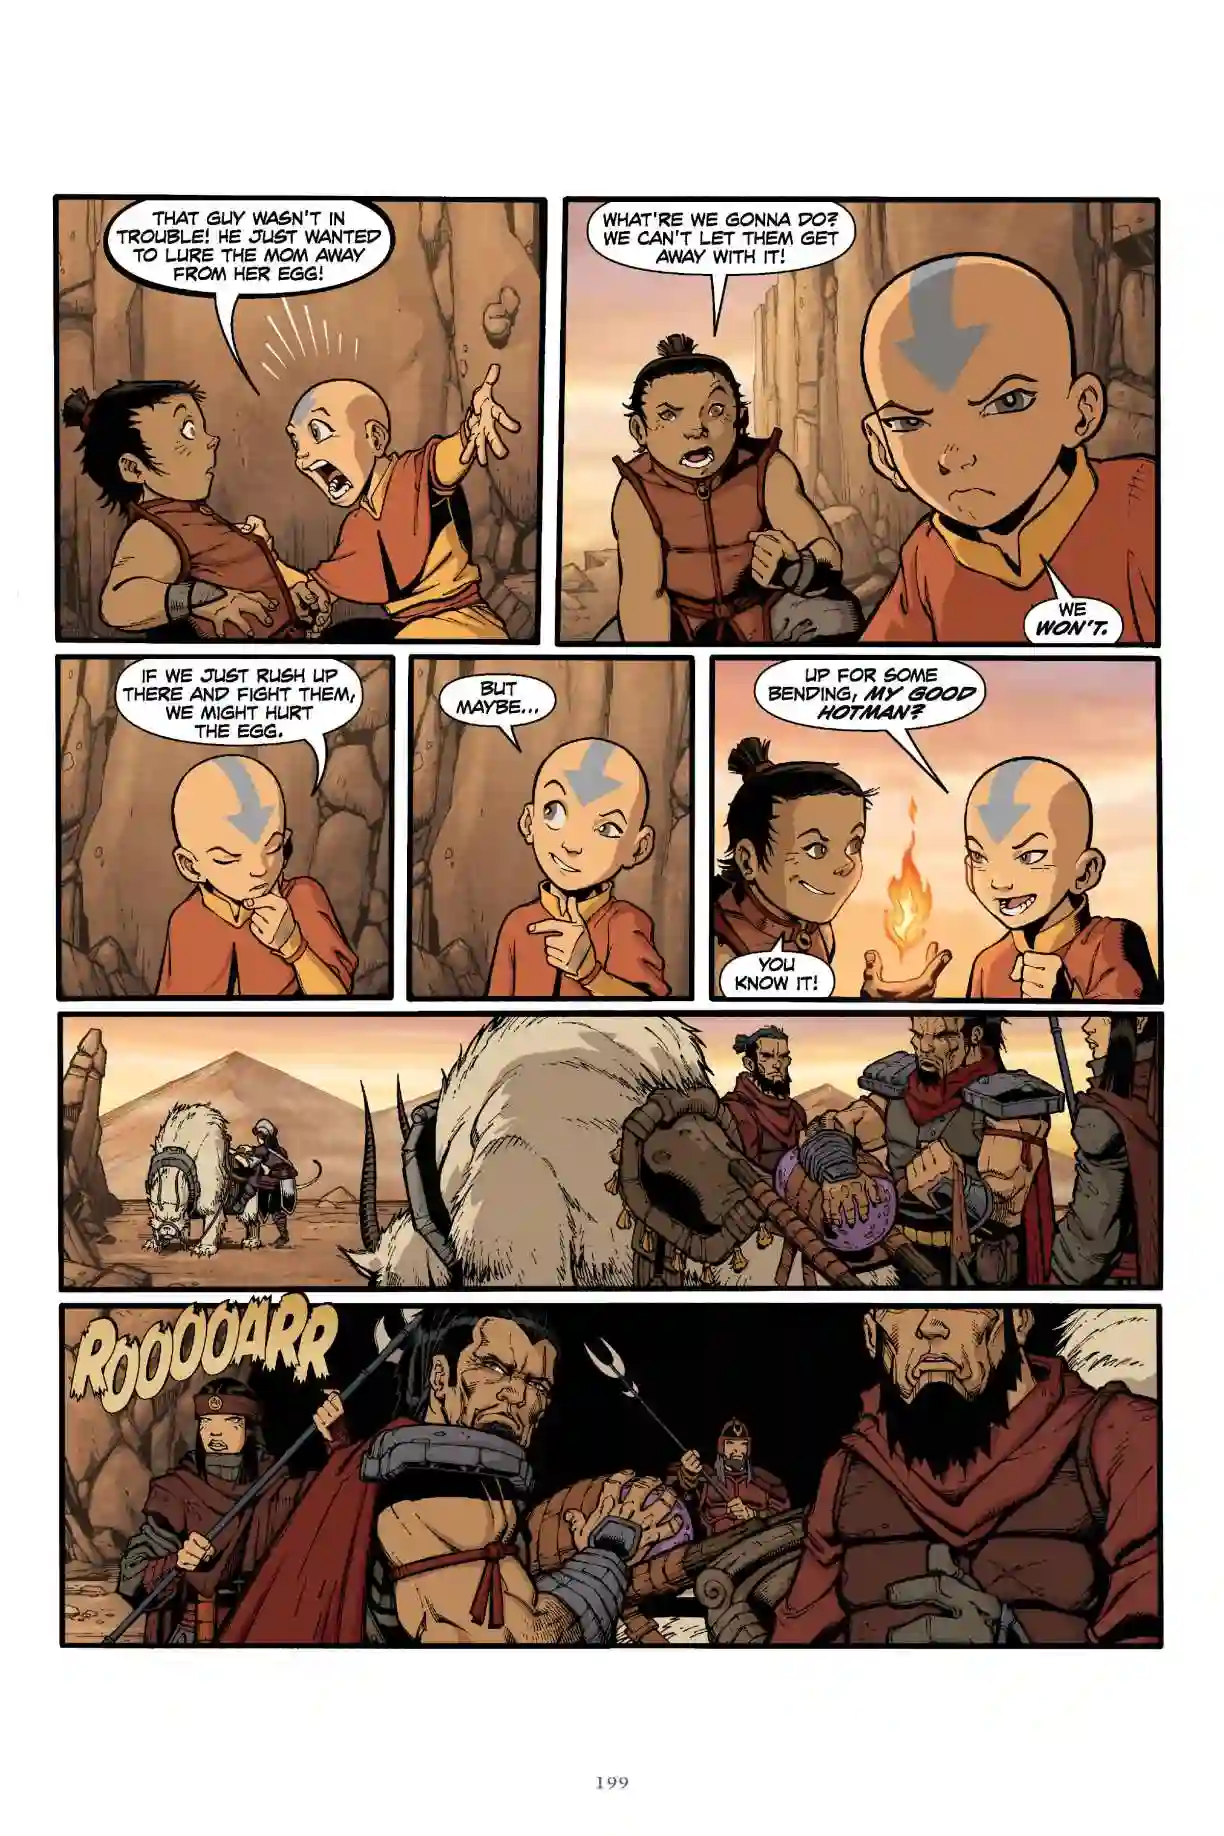 THAT GUY WASN'T IN
TROUBLE! HE JUST WANTED
TO LURE THE MOM AWAY
FROM HER EGG!
WHAT'RE WE GONNA DO?
WE CAN'T LET THEM GET
AWAY WITH IT!
WE
WON'T.
IF WE JUST RUSH UP
THERE AND FIGHT THEM,
WE MIGHT HURT
THE EGG.
BUT
MAYBE...
UP FOR SOME
BENDING, MY GOOD
HOTMAN?
YOU
KNOW IT!
ROOOOARR
199